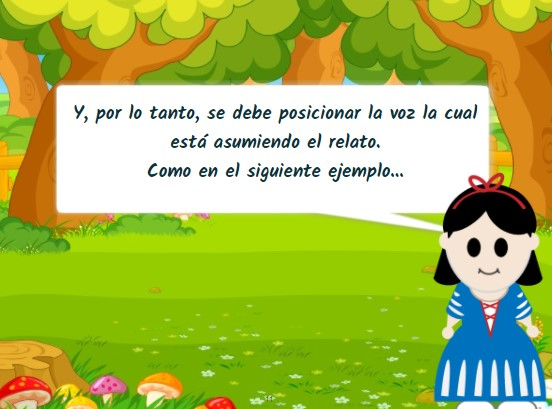 Y, por lo tanto, se debe posicionar la voz la cual
está asumiendo el relato.
Como en el siguiente ejemplo...